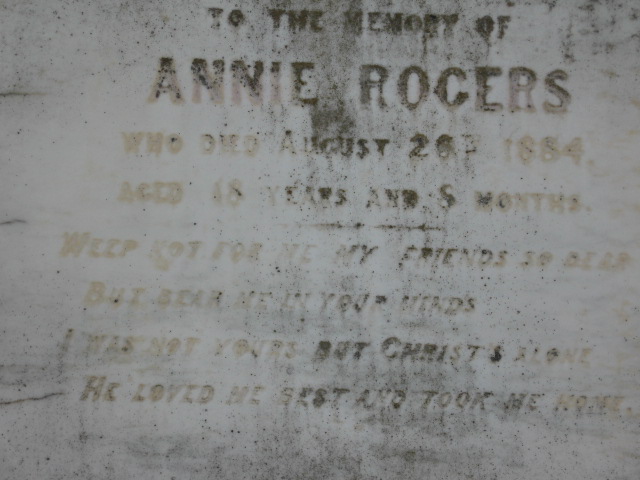 TO THE MEMORY OF
ANNIE ROGERS
WHO DIED AUGUST 26TH 1884.
AGED 18 YEARS AND 8 MONTHS.
WEEP NOT FOR ME MY FRIENDS SO DEAR
BUT BEAR ME IN YOUR MINDS
I WAS NOT YOURS BUT CHRIST'S ALONE
HE LOVED ME BEST AND TOOK ME HOME.